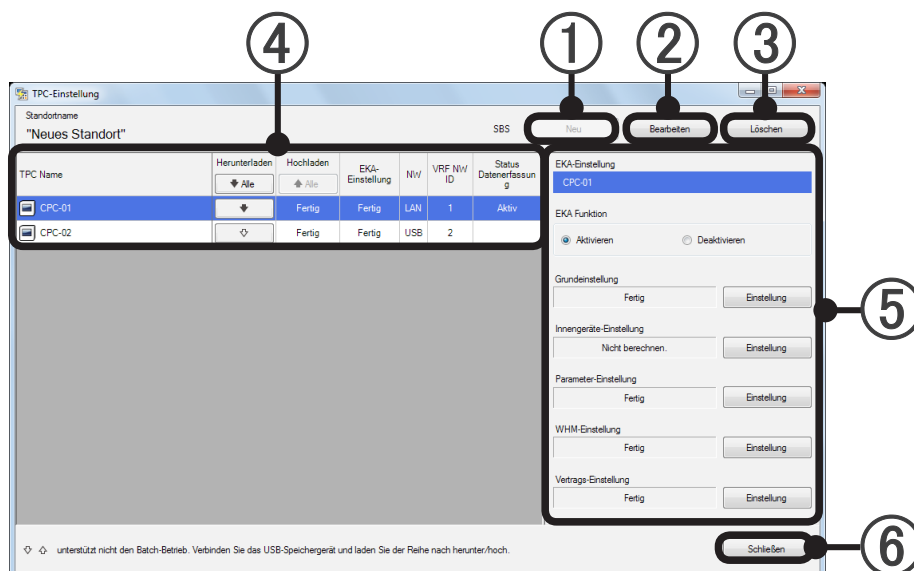 ④ ① ② ③
TPC-Einstellung
Standortname
"Neues Standort"
SBS Neu Bearbeiten Löschen
TPC Name Herunterladen Hochladen EKA-Einstellung NW VRF NW ID Status Datenerfassung
Alle Alle
CPC-01 Fertig Fertig LAN 1 Aktiv
CPC-02 Fertig Fertig USB 2
EKA-Einstellung
CPC-01
EKA Funktion
Aktivieren Deaktivieren
Grundeinstellung
Fertig Einstellung
⑤
Innengeräte-Einstellung
Nicht berechnen. Einstellung
Parameter-Einstellung
Fertig Einstellung
WHM-Einstellung
Fertig Einstellung
Vertrags-Einstellung
Fertig Einstellung
unterstützt nicht den Batch-Betrieb. Verbinden Sie das USB-Speichergerät und laden Sie der Reihe nach herunter/hoch.
Schließen ⑥